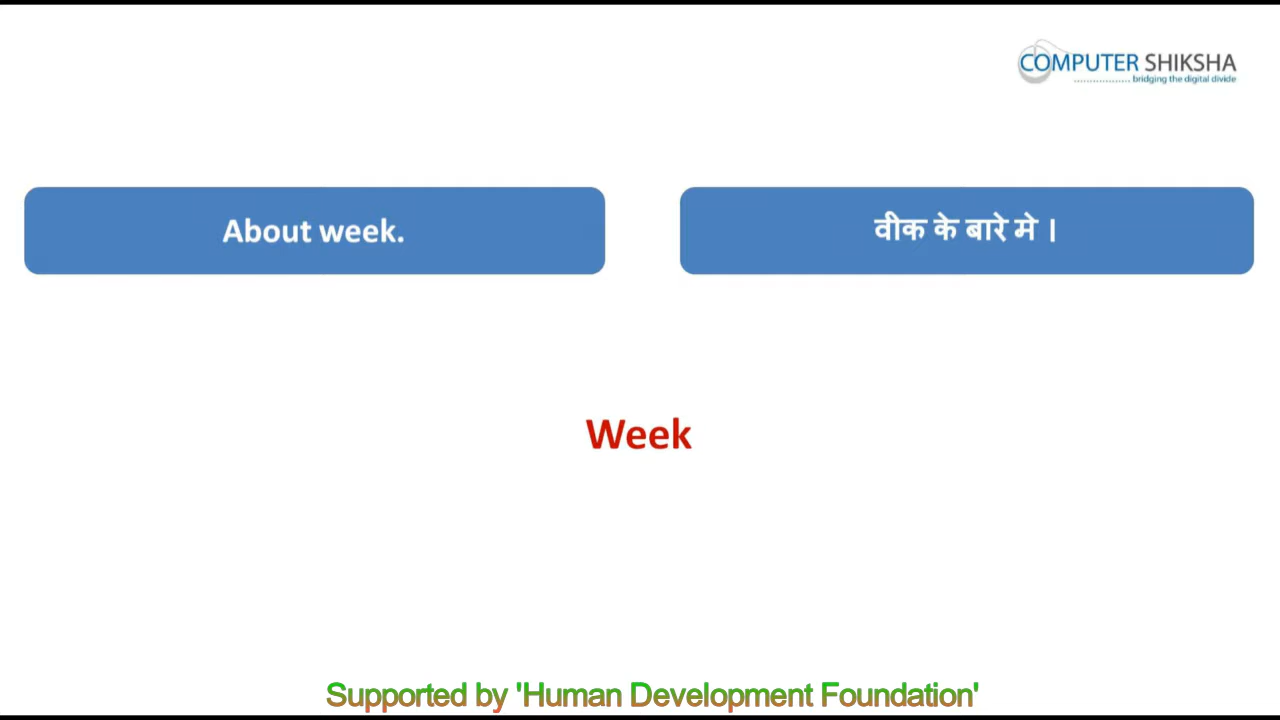 COMPUTER SHIKSHA
bridging the digital divide
About week.
वीक के बारे मे ।
Week
Supported by 'Human Development Foundation'